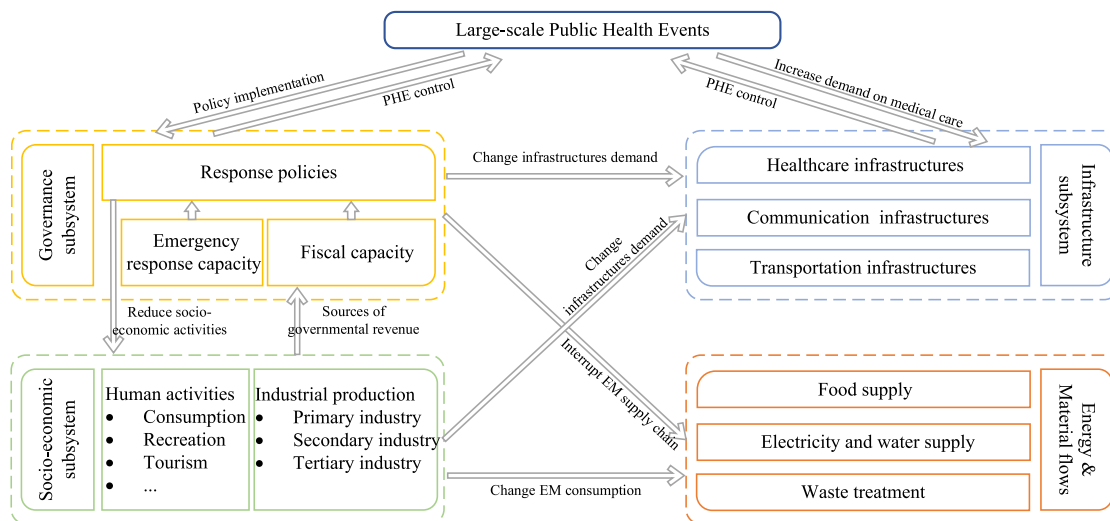 Large-scale Public Health Events
Policy implementation
PHE control
Increase demand on medical care
PHE control
Governance
subsystem
Response policies
Emergency
response capacity
Fiscal capacity
Change infrastructures demand
Healthcare infrastructures
Communication infrastructures
Transportation infrastructures
Infrastructure
subsystem
Change
infrastructures demand
Reduce socio-
economic activities
Sources of
governmental revenue
Interrupt EM supply chain
Socio-economic
subsystem
Human activities
● Consumption
● Recreation
● Tourism
● ...
Industrial production
● Primary industry
● Secondary industry
● Tertiary industry
Change EM consumption
Food supply
Electricity and water supply
Waste treatment
Energy &
Material flows